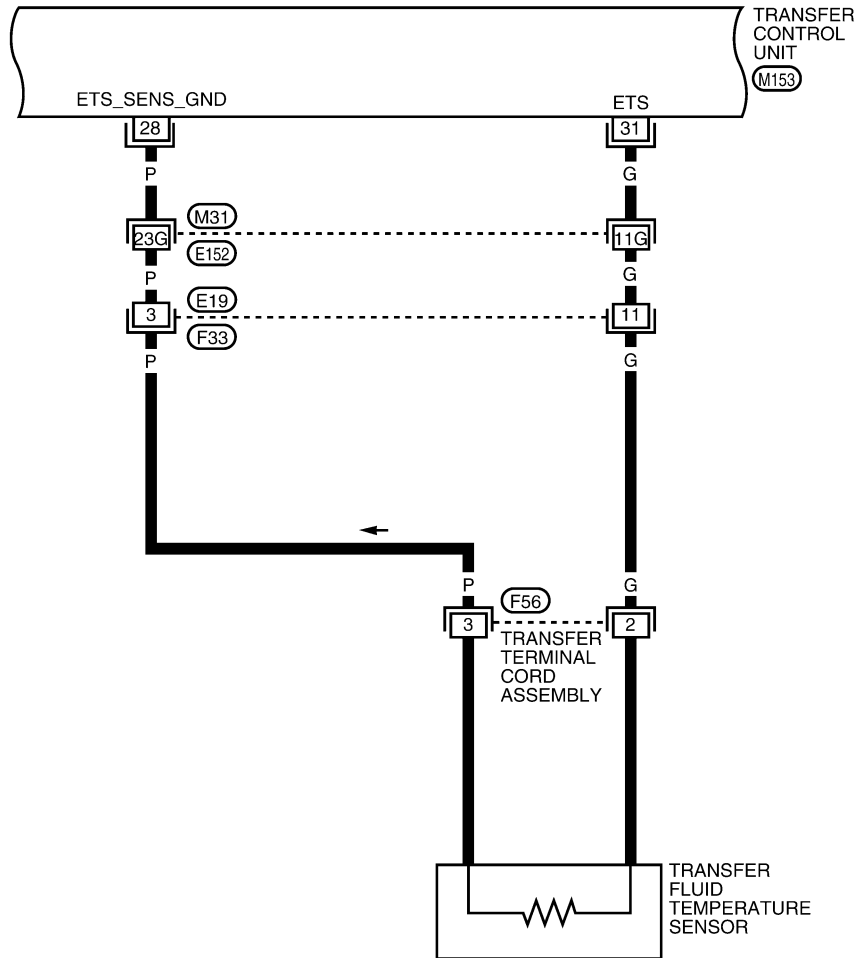 TRANSFER
CONTROL
UNIT
M153
ETS_SENS_GND
ETS
28
31
P
G
M31
23G
11G
E152
P
G
E19
3
11
F33
P
G
P
G
F56
3
2
TRANSFER
TERMINAL
CORD
ASSEMBLY
TRANSFER
FLUID
TEMPERATURE
SENSOR